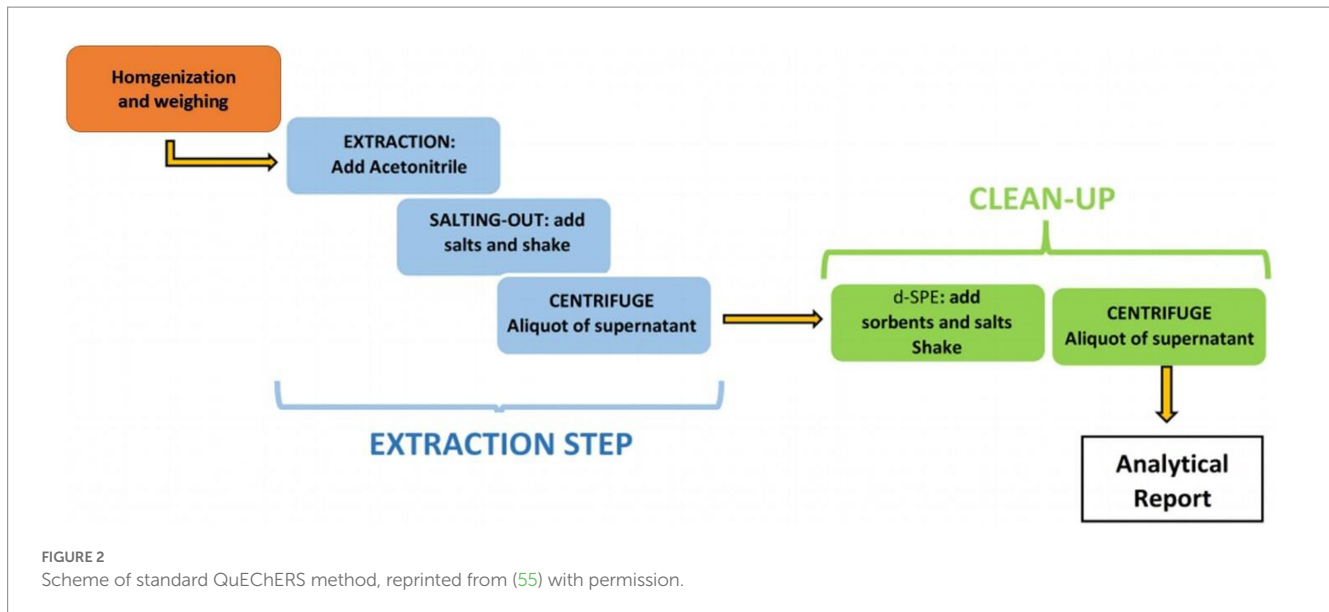 Homgenization
and weighing
EXTRACTION:
Add Acetonitrile
SALTING-OUT: add
salts and shake
CENTRIFUGE
Aliquot of supernatant
EXTRACTION STEP
CLEAN-UP
d-SPE: add
sorbents and salts
Shake
CENTRIFUGE
Aliquot of supernatant
Analytical
Report
FIGURE 2
Scheme of standard QuEChERS method, reprinted from (55) with permission.